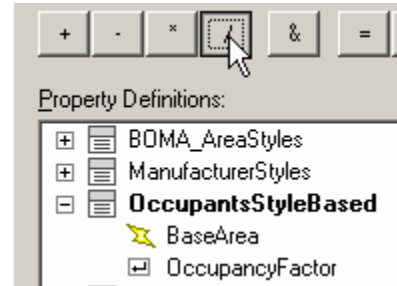 + - * / & =
Property Definitions:
BOMA_AreaStyles
ManufacturerStyles
OccupantsStyleBased
BaseArea
OccupancyFactor